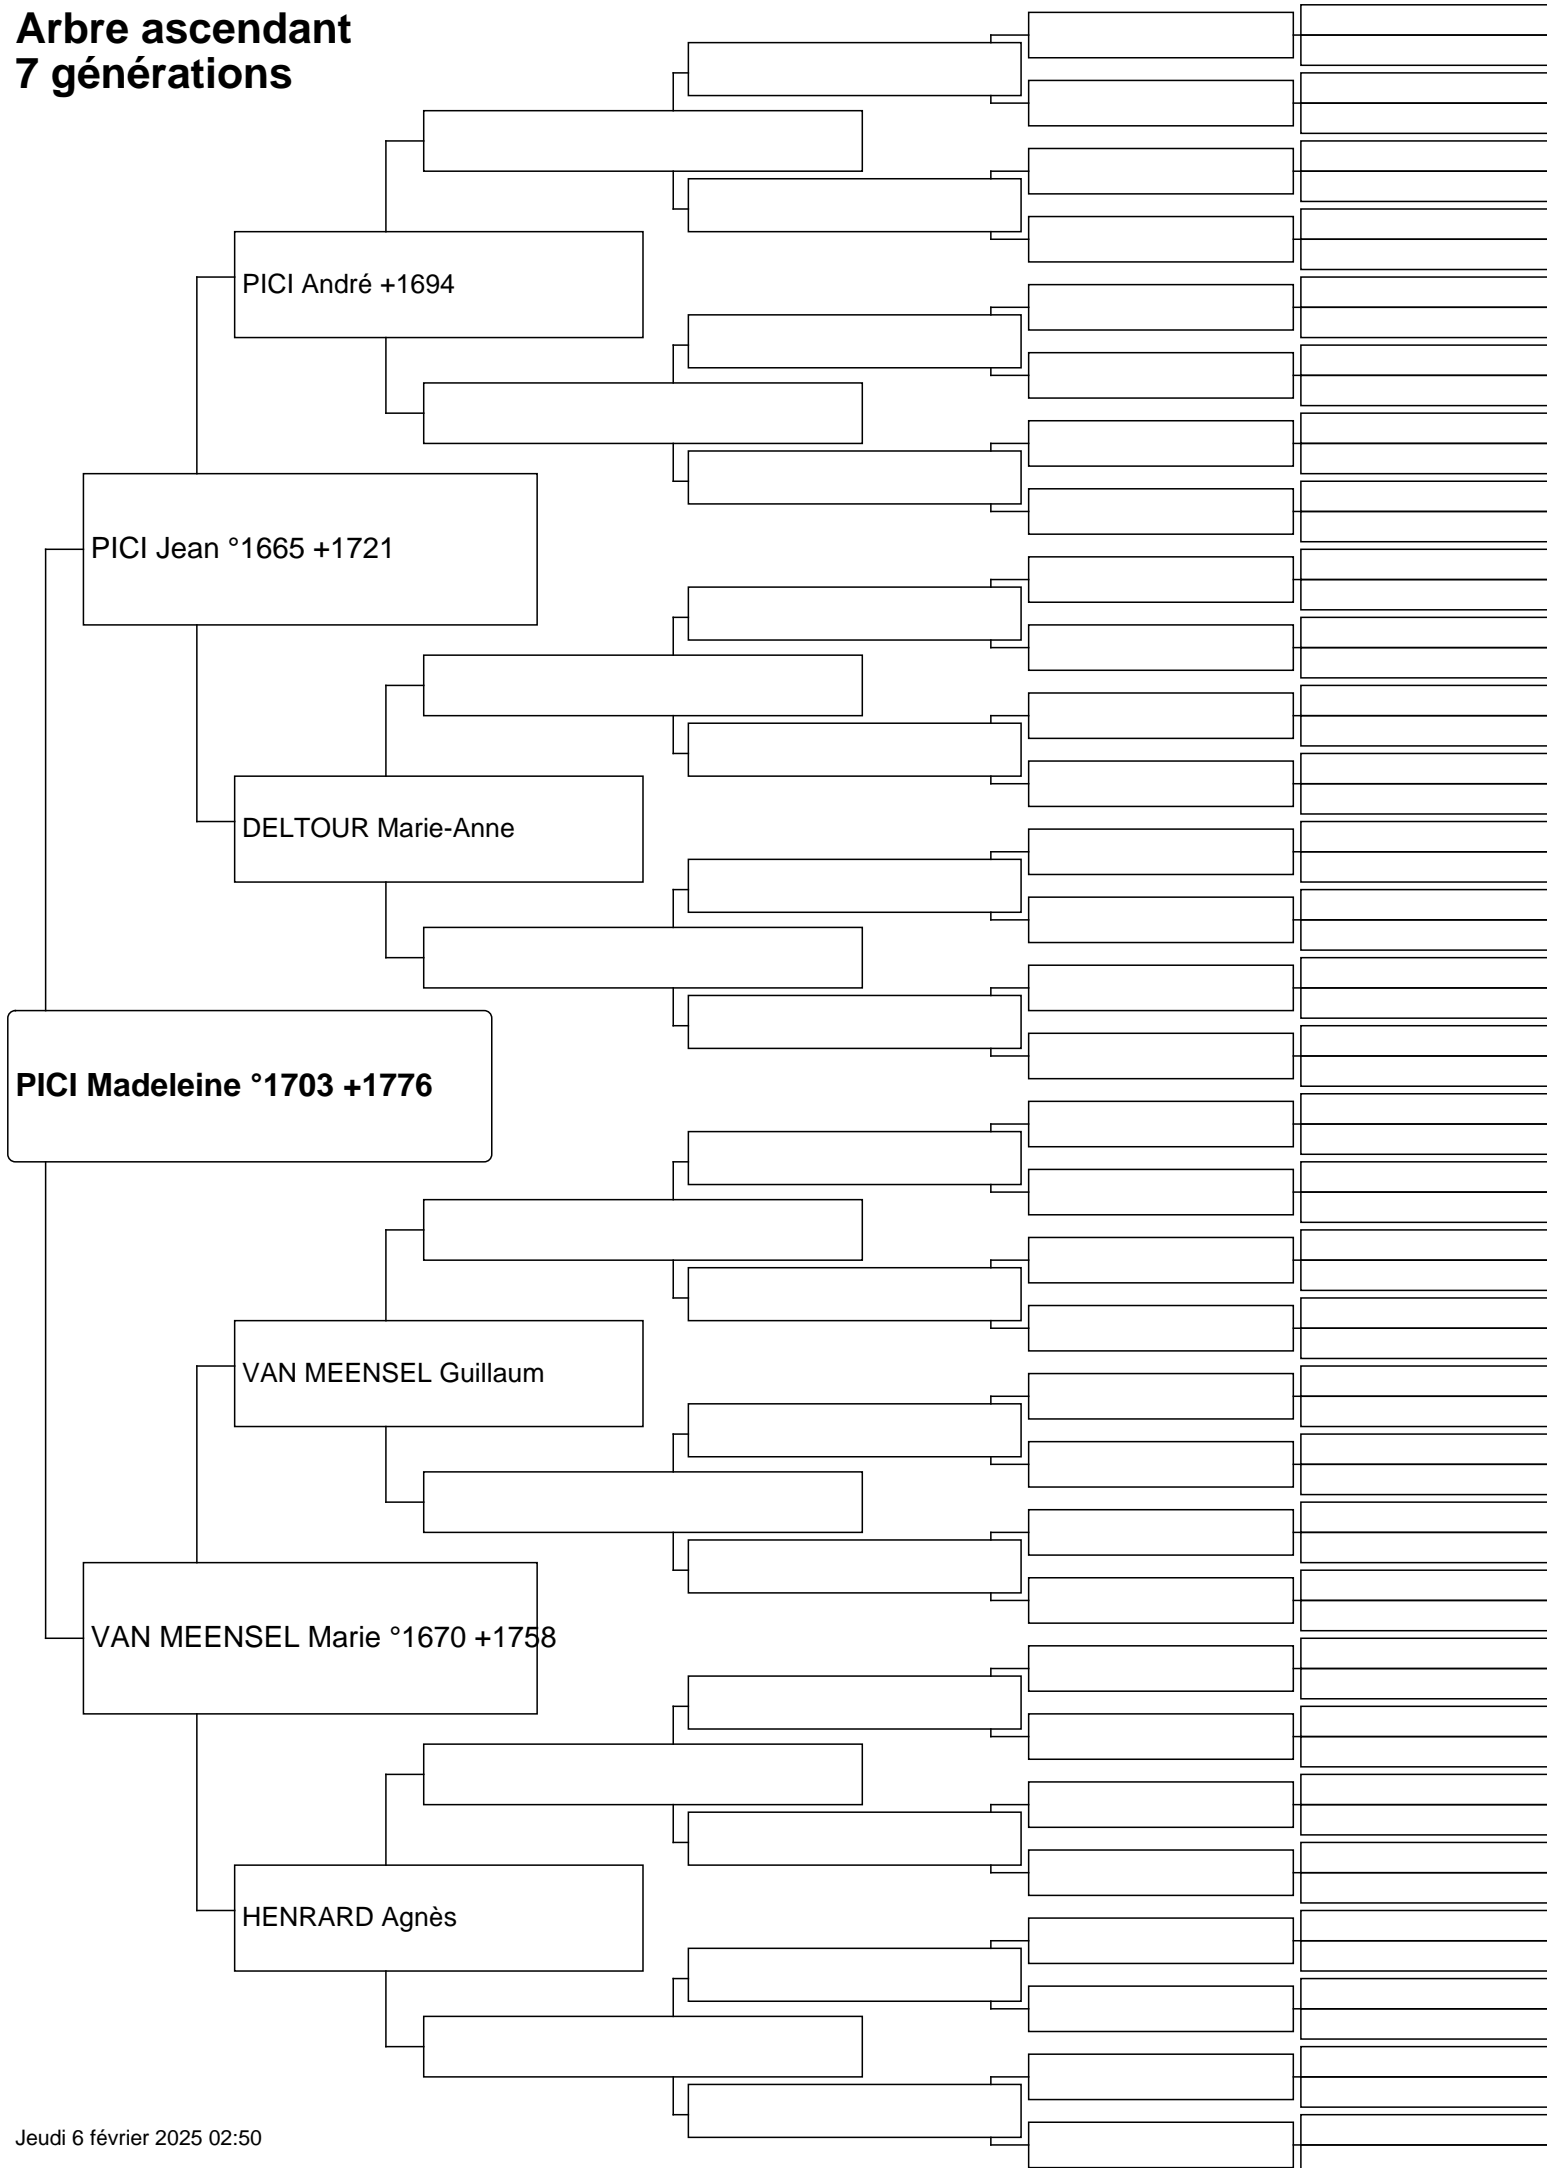 Arbre ascendant
7 générations
PICI André +1694
PICI Jean °1665 +1721
DELTOUR Marie-Anne
PICI Madeleine °1703 +1776
VAN MEENSEL Guillaum
VAN MEENSEL Marie °1670 +1758
HENRARD Agnès
Jeudi 6 février 2025 02:50